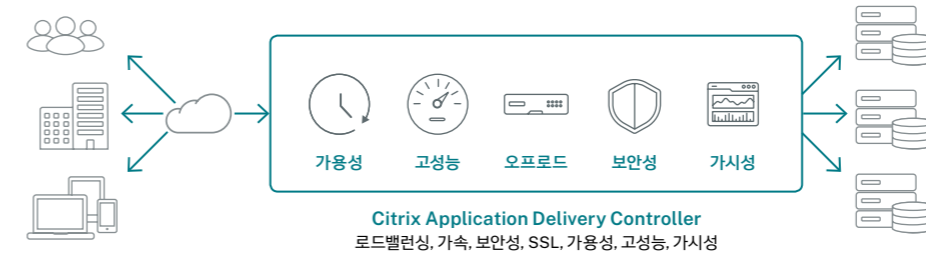 가용성 고성능 오프로드 보안성 가시성
Citrix Application Delivery Controller
로드밸런싱, 가속, 보안성, SSL, 가용성, 고성능, 가시성